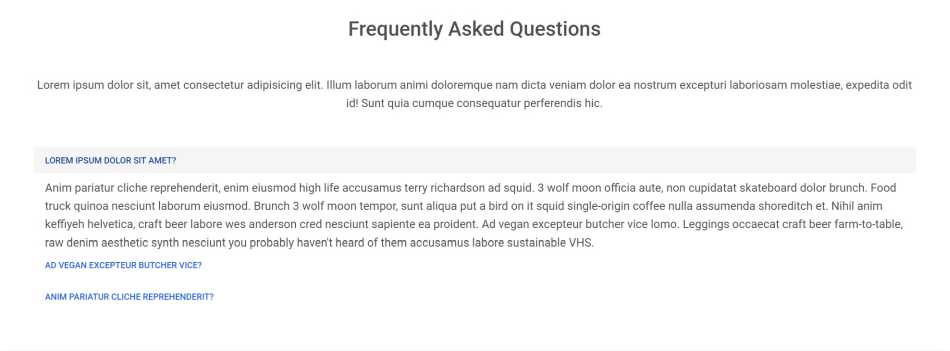 Frequently Asked Questions
Lorem ipsum dolor sit, amet consectetur adipisicing elit. Illum laborum animi doloremque nam dicta veniam dolor ea nostrum excepturi laboriosam molestiae, expedita odit
id! Sunt quia cumque consequatur perferendis hic.
LOREM IPSUM DOLOR SIT AMET?
Anim pariatur cliche reprehenderit, enim eiusmod high life accusamus terry richardson ad squid. 3 wolf moon officia aute, non cupidatat skateboard dolor brunch. Food
truck quinoa nesciunt laborum eiusmod. Brunch 3 wolf moon tempor, sunt aliqua put a bird on it squid single-origin coffee nulla assumenda shoreditch et. Nihil anim
keffiyeh helvetica, craft beer labore wes anderson cred nesciunt sapiente ea proident. Ad vegan excepteur butcher vice lomo. Leggings occaecat craft beer farm-to-table,
raw denim aesthetic synth nesciunt you probably haven't heard of them accusamus labore sustainable VHS.
AD VEGAN EXCEPTEUR BUTCHER VICE?
ANIM PARIATUR CLICHE REPREHENDERIT?